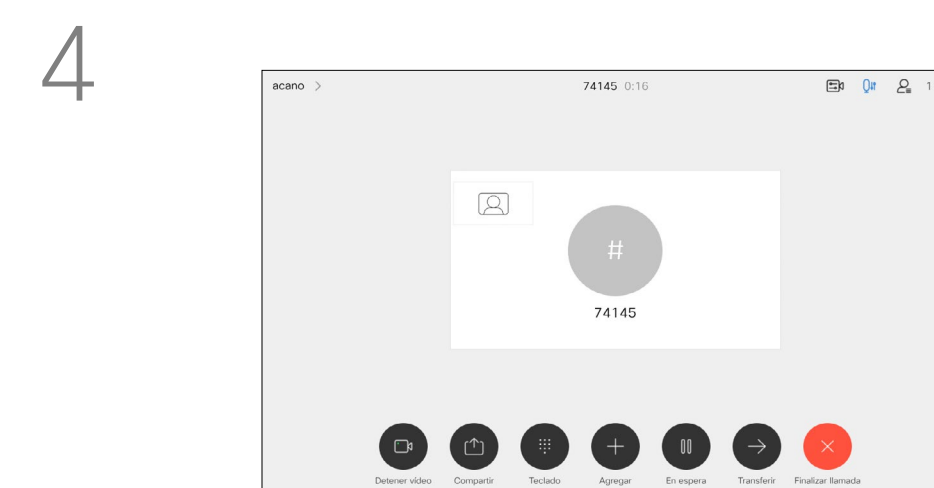 4
acano >
74145 0:16
1
#
74145
Detener vídeo Compartir Teclado Agregar En espera Transferir Finalizar llamada